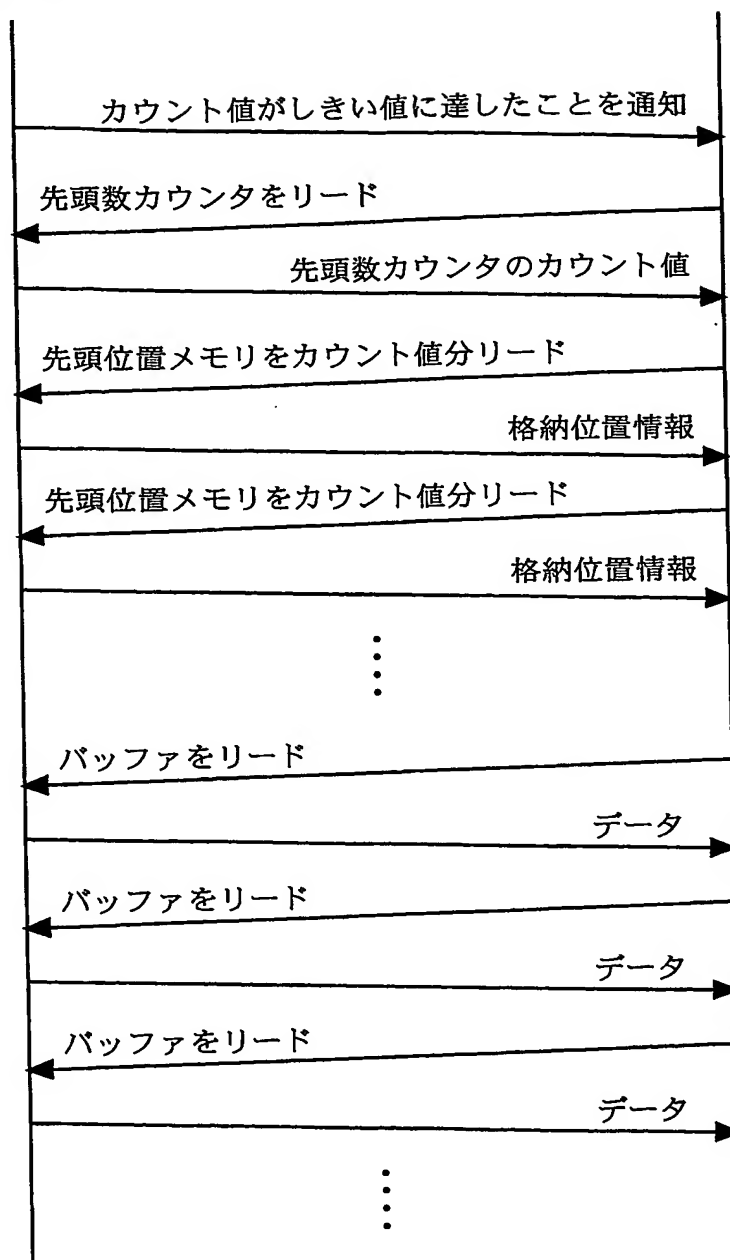 カウント値がしきい値に達したことを通知
先頭数カウンタをリード
先頭数カウンタのカウント値
先頭位置メモリをカウント値分リード
格納位置情報
先頭位置メモリをカウント値分リード
格納位置情報
バッファをリード
データ
バッファをリード
データ
バッファをリード
データ